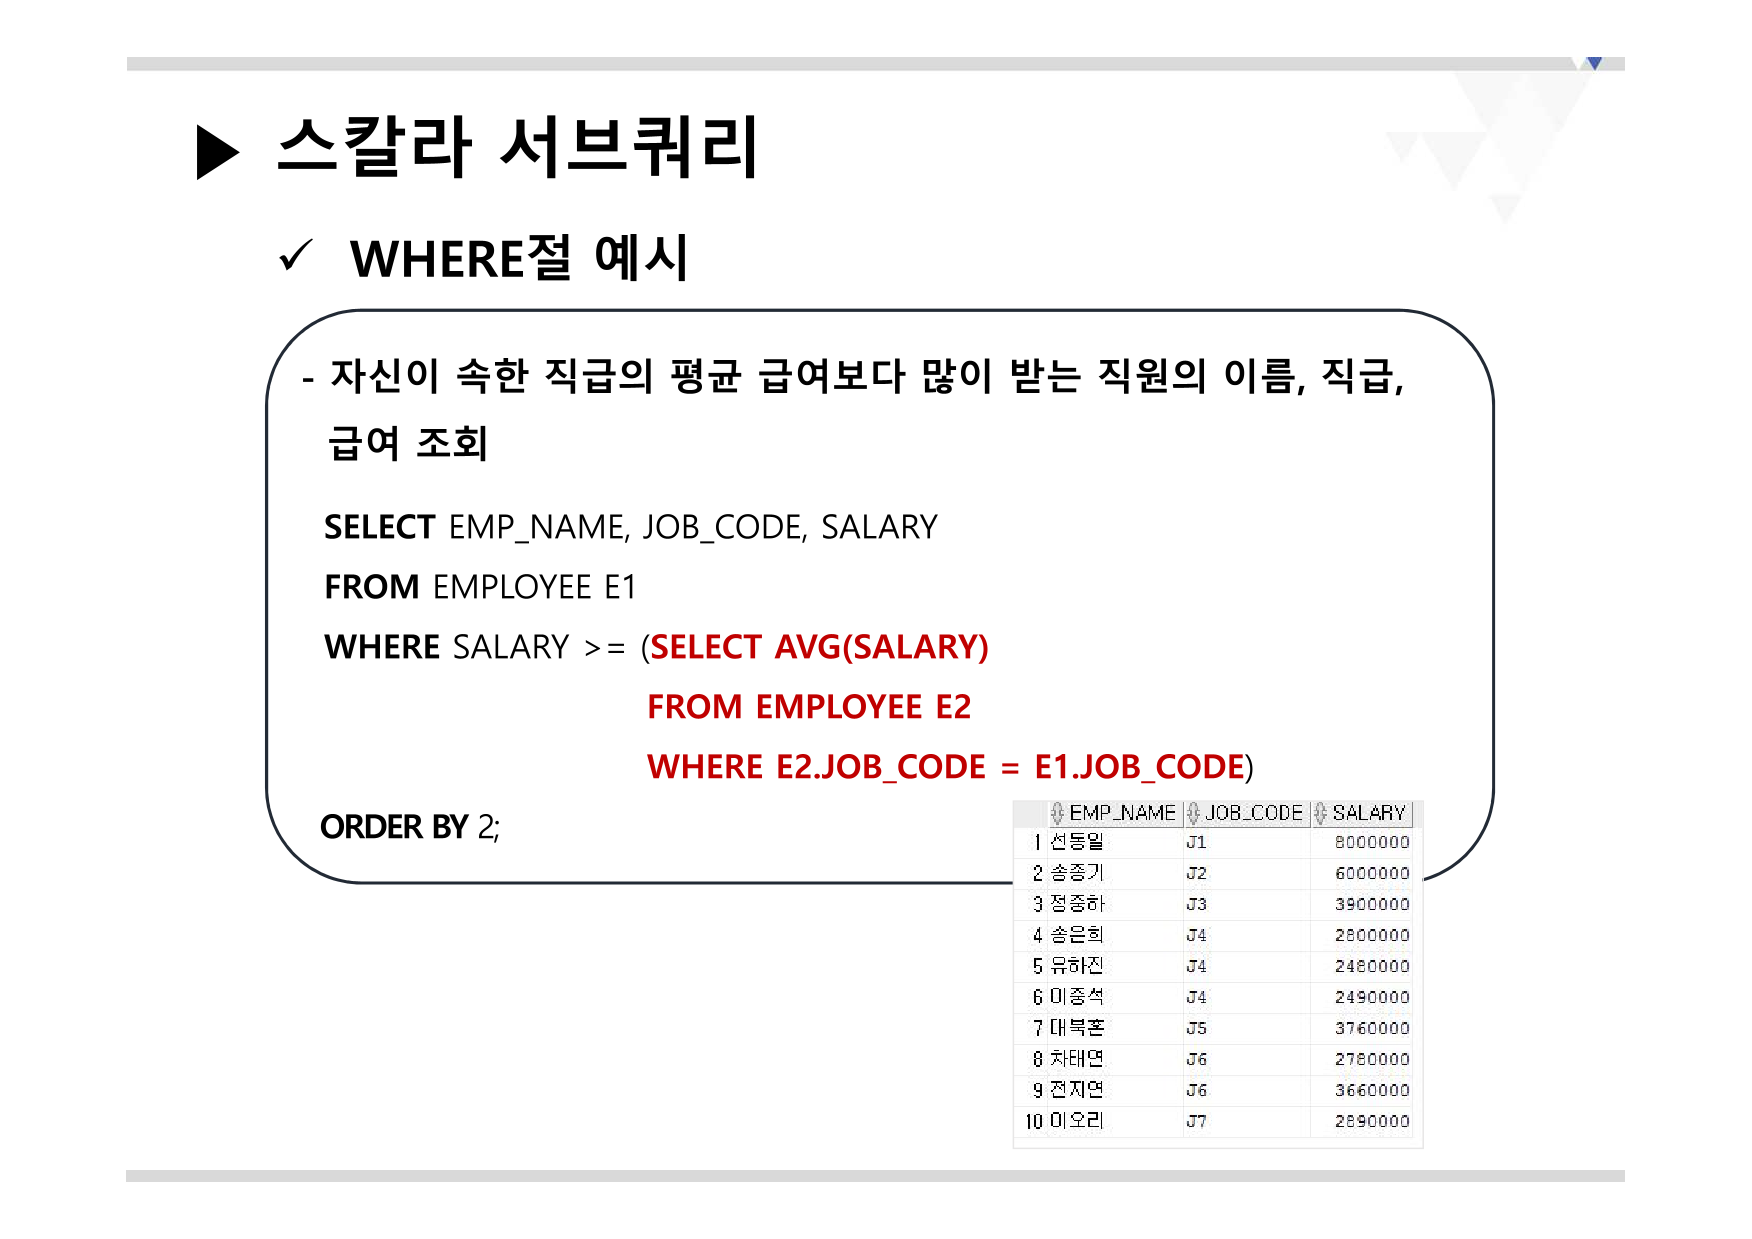 ▶ 스칼라 서브쿼리
✓ WHERE절 예시
- 자신이 속한 직급의 평균 급여보다 많이 받는 직원의 이름, 직급,
급여 조회
SELECT EMP_NAME, JOB_CODE, SALARY
FROM EMPLOYEE E1
WHERE SALARY >= (SELECT AVG(SALARY)
FROM EMPLOYEE E2
WHERE E2.JOB_CODE = E1.JOB_CODE)
ORDER BY 2;
EMP_NAME JOB_CODE SALARY
1 선동일 J1 8000000
2 송종기 J2 6000000
3 정중하 J3 3900000
4 송은희 J4 2800000
5 유하진 J4 2480000
6 이중석 J4 2490000
7 대북혼 J5 3760000
8 차태연 J6 2780000
9 전지연 J6 3660000
10 이오리 J7 2890000